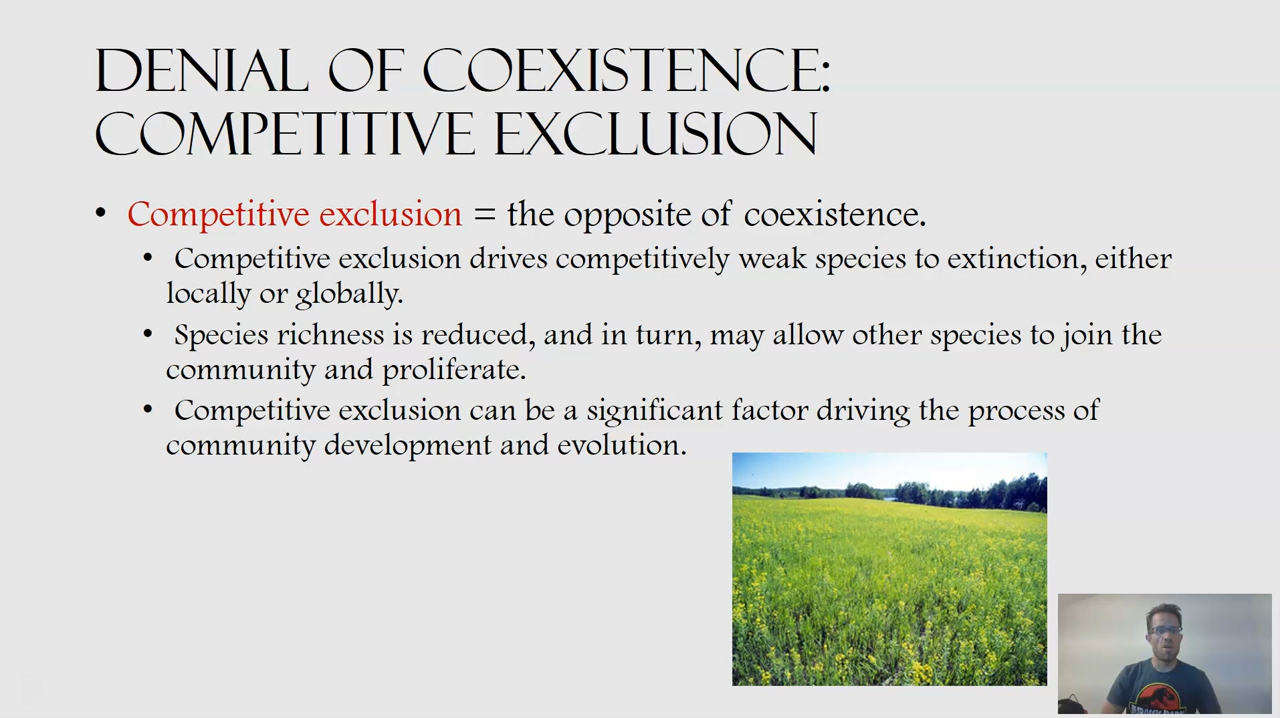 DENIAL OF COEXISTENCE:
COMPETITIVE EXCLUSION
• Competitive exclusion = the opposite of coexistence.
• Competitive exclusion drives competitively weak species to extinction, either
locally or globally.
• Species richness is reduced, and in turn, may allow other species to join the
community and proliferate.
• Competitive exclusion can be a significant factor driving the process of
community development and evolution.